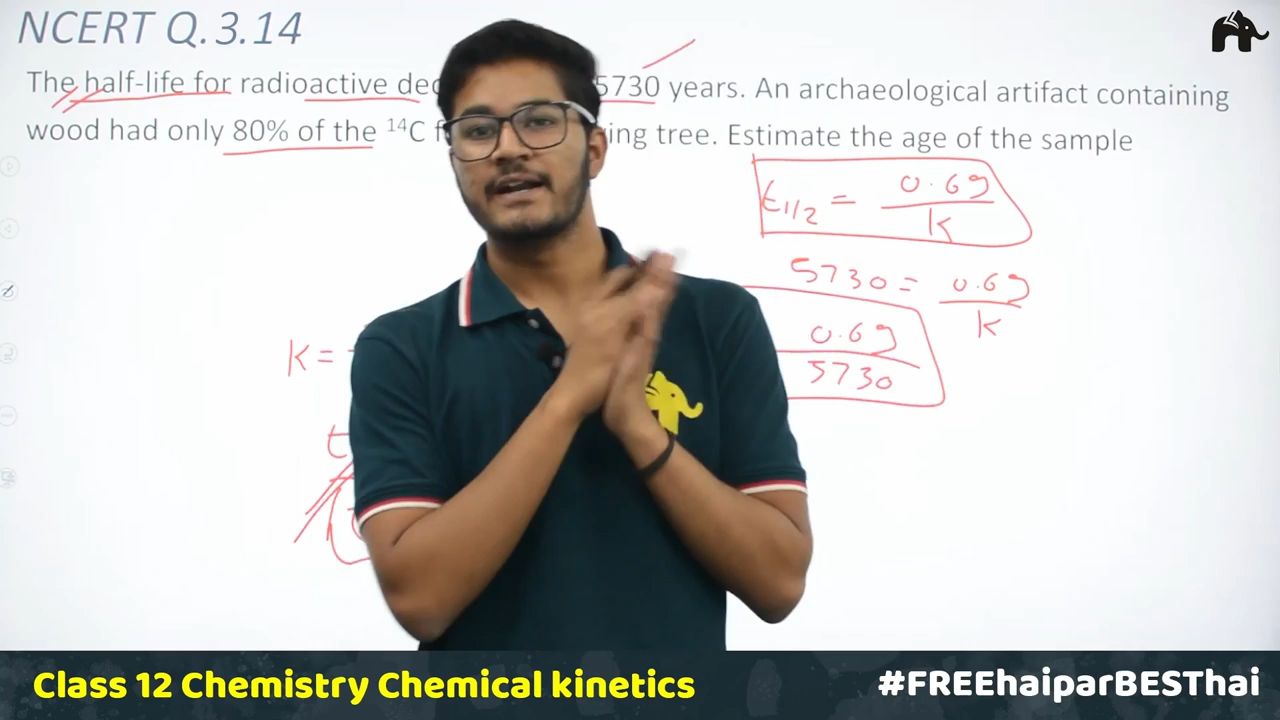 NCERT Q.3.14
The half-life for radioactive dec 5730 years. An archaeological artifact containing
wood had only 80% of the ¹⁴C f ing tree. Estimate the age of the sample
t₁/₂ = 0.69
K
5730 = 0.69
K
0.69
5730
K =
t
Class 12 Chemistry Chemical kinetics
#FREEhaiparBESThai